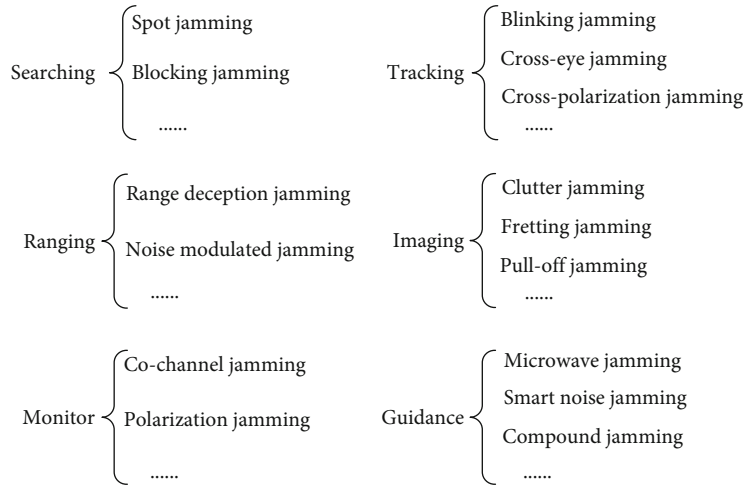 Searching
Spot jamming
Blocking jamming
......
Tracking
Blinking jamming
Cross-eye jamming
Cross-polarization jamming
......
Ranging
Range deception jamming
Noise modulated jamming
......
Imaging
Clutter jamming
Fretting jamming
Pull-off jamming
......
Monitor
Co-channel jamming
Polarization jamming
......
Guidance
Microwave jamming
Smart noise jamming
Compound jamming
......